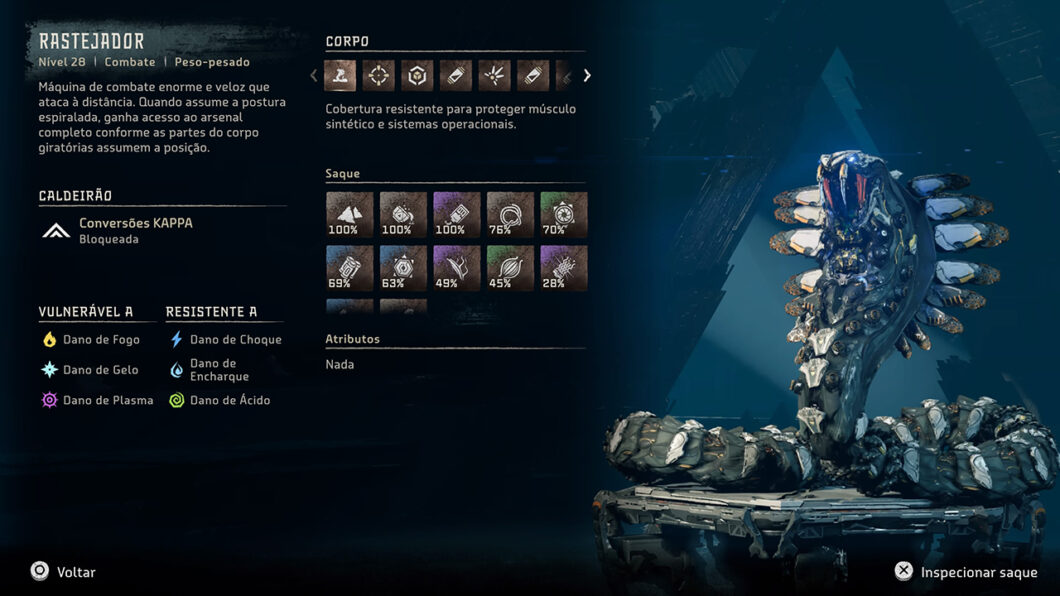 RASTEJADOR
Nível 28 | Combate | Peso-pesado
Máquina de combate enorme e veloz que
ataca à distância. Quando assume a postura
espiralada, ganha acesso ao arsenal
completo conforme as partes do corpo
giratórias assumem a posição.
CALDEIRÃO
Conversões KAPPA
Bloqueada
VULNERÁVEL A
Dano de Fogo
Dano de Gelo
Dano de Plasma
RESISTENTE A
Dano de Choque
Dano de
Encharque
Dano de Ácido
CORPO
Cobertura resistente para proteger músculo
sintético e sistemas operacionais.
Saque
100% 100% 100% 76% 70%
69% 63% 49% 45% 28%
Atributos
Nada
Voltar
Inspecionar saque